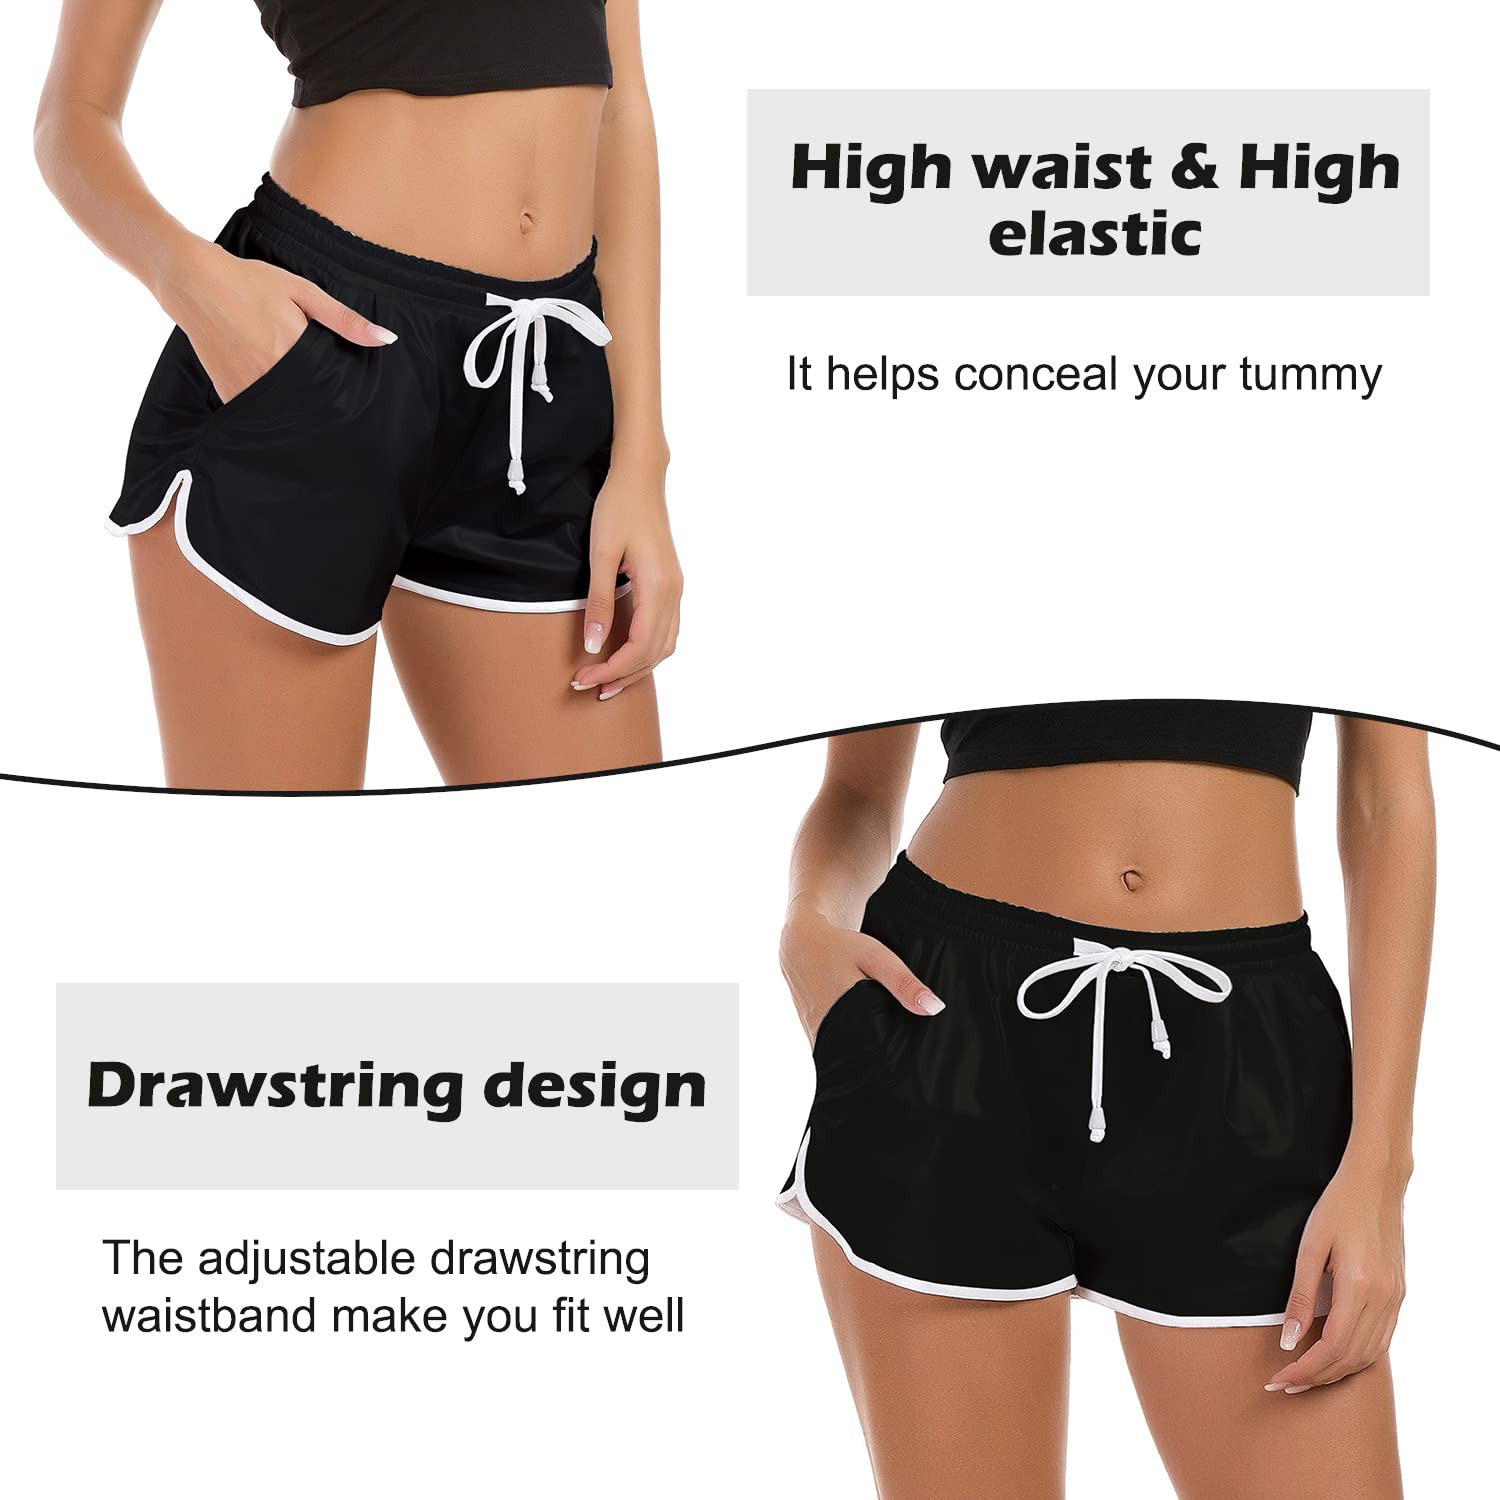 High waist & High
elastic
It helps conceal your tummy
Drawstring design
The adjustable drawstring
waistband make you fit well